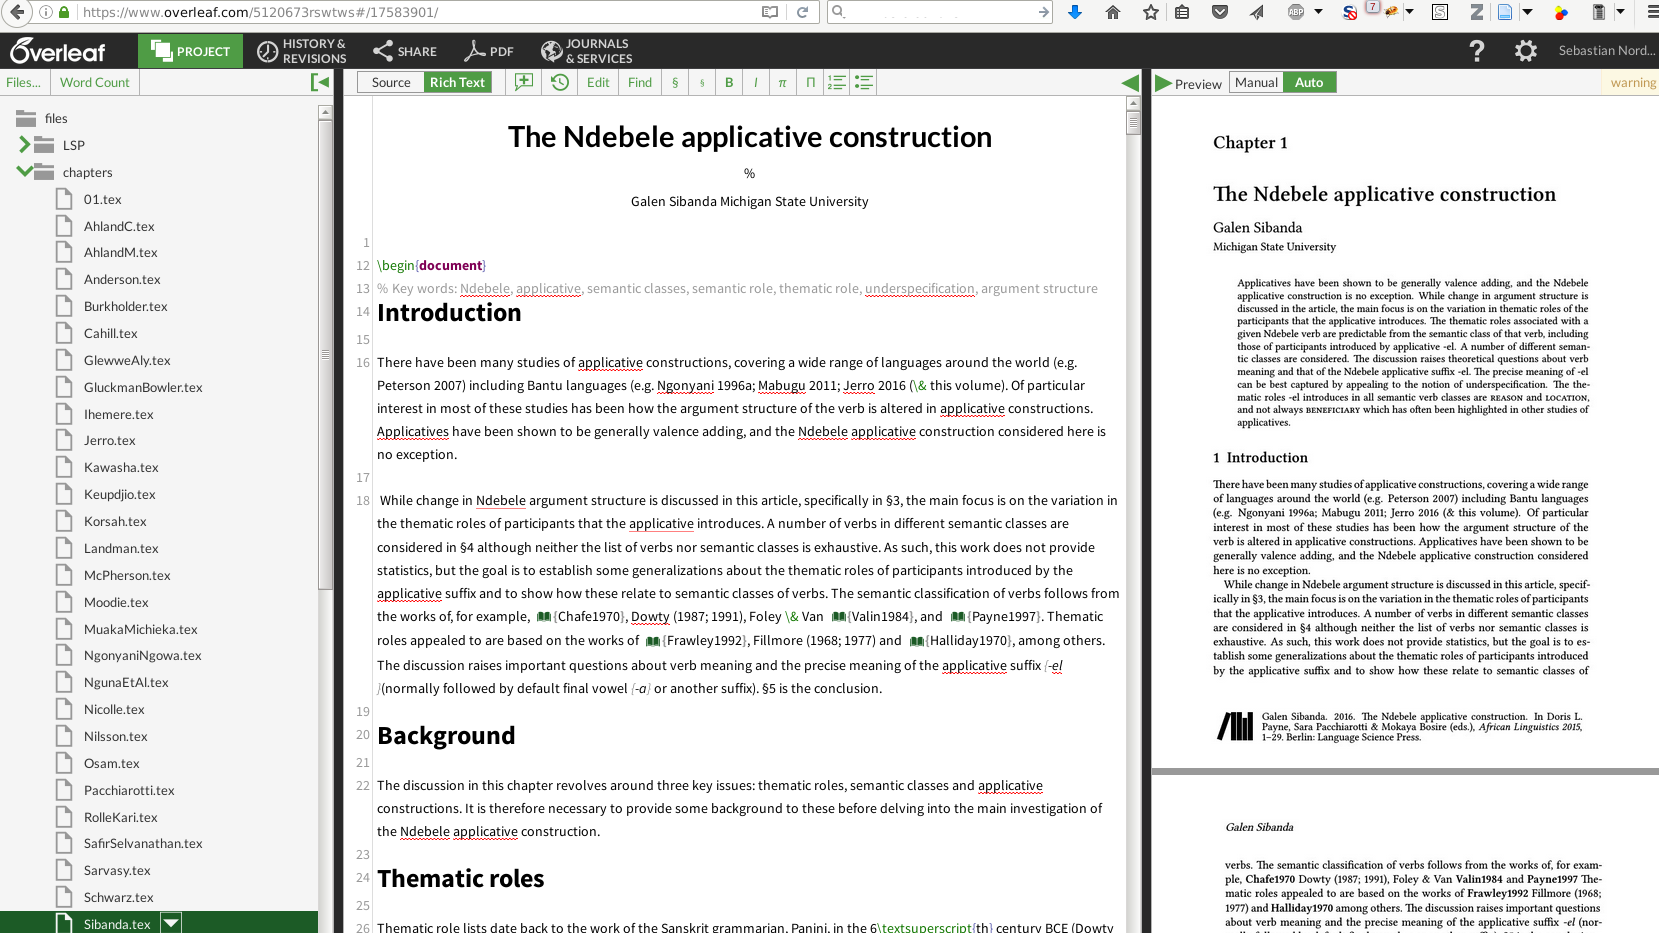 https://www.overleaf.com/5120673rswtws#/17583901/
ABP
7
S
Z
Overleaf
PROJECT
HISTORY & REVISIONS
SHARE
PDF
JOURNALS & SERVICES
?
Sebastian Nord...
Files...
Word Count
Source
Rich Text
Edit
Find
§
§
B
I
π
Π
Preview
Manual
Auto
warning
files
LSP
chapters
01.tex
AhlandC.tex
AhlandM.tex
Anderson.tex
Burkholder.tex
Cahill.tex
GlewweAly.tex
GluckmanBowler.tex
Ihemere.tex
Jerro.tex
Kawasha.tex
Keupdjio.tex
Korsah.tex
Landman.tex
McPherson.tex
Moodie.tex
MuakaMichieka.tex
NgonyaniNgowa.tex
NgunaEtAl.tex
Nicolle.tex
Nilsson.tex
Osam.tex
Pacchiarotti.tex
RolleKari.tex
SafirSelvanathan.tex
Sarvasy.tex
Schwarz.tex
Sibanda.tex
The Ndebele applicative construction
%
Galen Sibanda Michigan State University
1
12 \begin{document}
13 % Key words: Ndebele, applicative, semantic classes, semantic role, thematic role, underspecification, argument structure
14 Introduction
15
16 There have been many studies of applicative constructions, covering a wide range of languages around the world (e.g.
Peterson 2007) including Bantu languages (e.g. Ngonyani 1996a; Mabugu 2011; Jerro 2016 (\& this volume). Of particular
interest in most of these studies has been how the argument structure of the verb is altered in applicative constructions.
Applicatives have been shown to be generally valence adding, and the Ndebele applicative construction considered here is
no exception.
17
18 While change in Ndebele argument structure is discussed in this article, specifically in §3, the main focus is on the variation in
the thematic roles of participants that the applicative introduces. A number of verbs in different semantic classes are
considered in §4 although neither the list of verbs nor semantic classes is exhaustive. As such, this work does not provide
statistics, but the goal is to establish some generalizations about the thematic roles of participants introduced by the
applicative suffix and to show how these relate to semantic classes of verbs. The semantic classification of verbs follows from
the works of, for example, {Chafe1970}, Dowty (1987; 1991), Foley \& Van {Valin1984}, and {Payne1997}. Thematic
roles appealed to are based on the works of {Frawley1992}, Fillmore (1968; 1977) and {Halliday1970}, among others.
The discussion raises important questions about verb meaning and the precise meaning of the applicative suffix {-el
}(normally followed by default final vowel {-a} or another suffix). §5 is the conclusion.
19
20 Background
21
22 The discussion in this chapter revolves around three key issues: thematic roles, semantic classes and applicative
constructions. It is therefore necessary to provide some background to these before delving into the main investigation of
the Ndebele applicative construction.
23
24 Thematic roles
25
26 Thematic role lists date back to the work of the Sanskrit grammarian, Panini, in the 6\textsuperscript{th} century BCE (Dowty
Chapter 1
The Ndebele applicative construction
Galen Sibanda
Michigan State University
Applicatives have been shown to be generally valence adding, and the Ndebele
applicative construction is no exception. While change in argument structure is
discussed in the article, the main focus is on the variation in thematic roles of the
participants that the applicative introduces. The thematic roles associated with a
given Ndebele verb are predictable from the semantic class of that verb, including
those of participants introduced by applicative -el. A number of different seman-
tic classes are considered. The discussion raises theoretical questions about verb
meaning and that of the Ndebele applicative suffix -el. The precise meaning of -el
can be best captured by appealing to the notion of underspecification. The the-
matic roles -el introduces in all semantic verb classes are REASON and LOCATION,
and not always BENEFICIARY which has often been highlighted in other studies of
applicatives.
1 Introduction
There have been many studies of applicative constructions, covering a wide range
of languages around the world (e.g. Peterson 2007) including Bantu languages
(e.g. Ngonyani 1996a; Mabugu 2011; Jerro 2016 (& this volume). Of particular
interest in most of these studies has been how the argument structure of the
verb is altered in applicative constructions. Applicatives have been shown to be
generally valence adding, and the Ndebele applicative construction considered
here is no exception.
While change in Ndebele argument structure is discussed in this article, specif-
ically in §3, the main focus is on the variation in the thematic roles of participants
that the applicative introduces. A number of verbs in different semantic classes
are considered in §4 although neither the list of verbs nor semantic classes is
exhaustive. As such, this work does not provide statistics, but the goal is to es-
tablish some generalizations about the thematic roles of participants introduced
by the applicative suffix and to show how these relate to semantic classes of
Galen Sibanda. 2016. The Ndebele applicative construction. In Doris L.
Payne, Sara Pacchiarotti & Mokaya Bosire (eds.), African Linguistics 2015,
1–29. Berlin: Language Science Press.
Galen Sibanda
verbs. The semantic classification of verbs follows from the works of, for exam-
ple, Chafe1970 Dowty (1987; 1991), Foley & Van Valin1984 and Payne1997 The-
matic roles appealed to are based on the works of Frawley1992 Fillmore (1968;
1977) and Halliday1970 among others. The discussion raises important questions
about verb meaning and the precise meaning of the applicative suffix -el (nor-